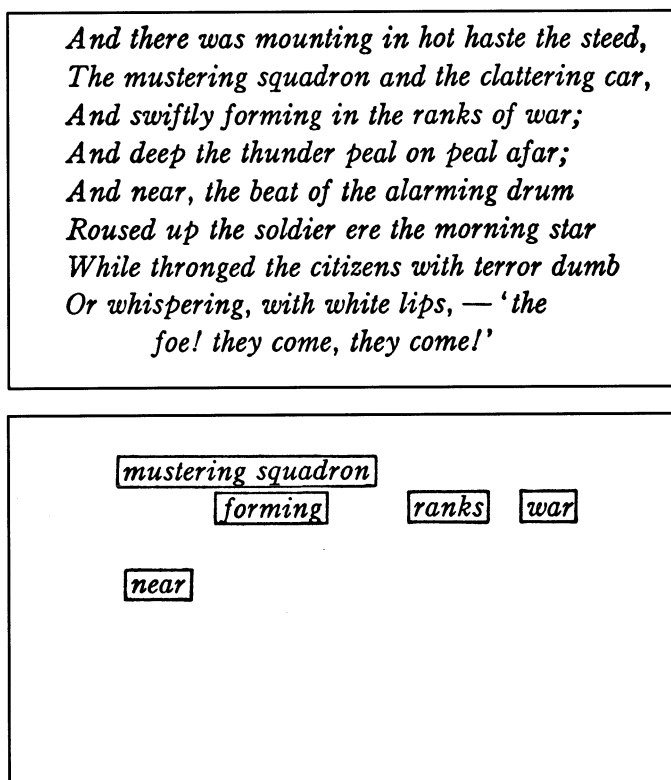 And there was mounting in hot haste the steed,
The mustering squadron and the clattering car,
And swiftly forming in the ranks of war;
And deep the thunder peal on peal afar;
And near, the beat of the alarming drum
Roused up the soldier ere the morning star
While thronged the citizens with terror dumb
Or whispering, with white lips, — ‘the
foe! they come, they come!’
mustering squadron
forming ranks war
near